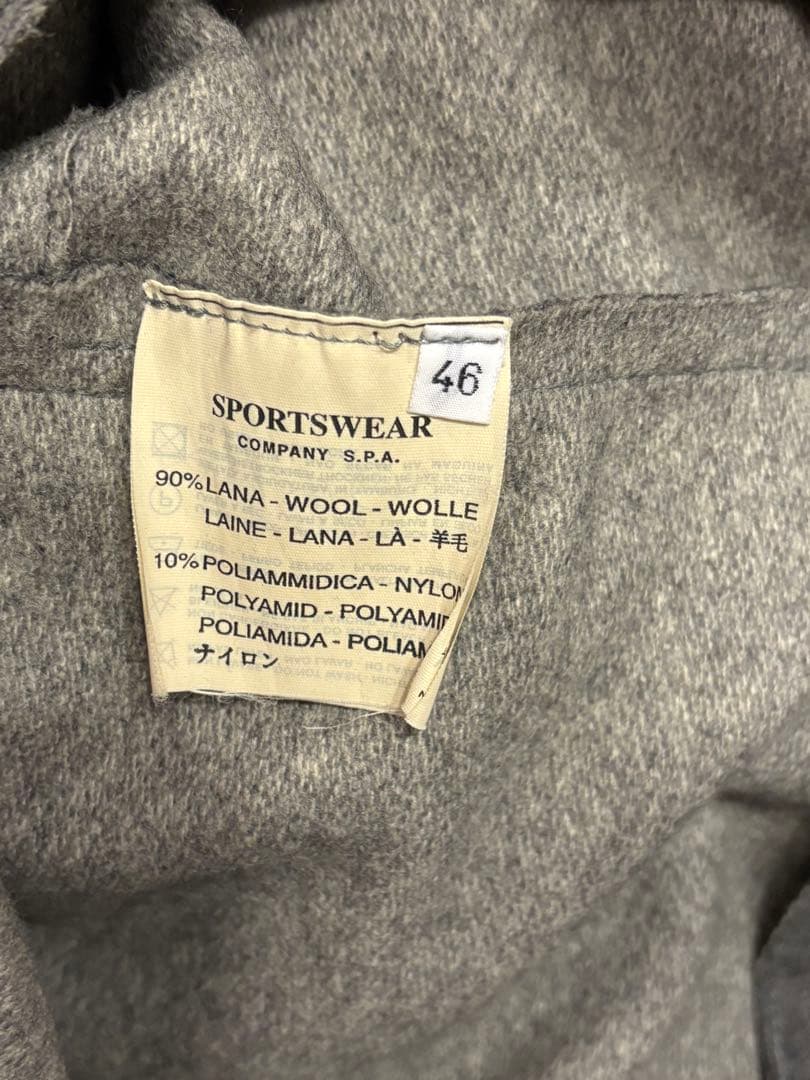 46
SPORTSWEAR
COMPANY S.P.A.
90% LANA - WOOL - WOLLE
LAINE - LANA - LÀ - 羊毛
10% POLIAMMIDICA - NYLON
POLYAMID - POLYAMID
POLIAMIDA - POLIAM
ナイロン